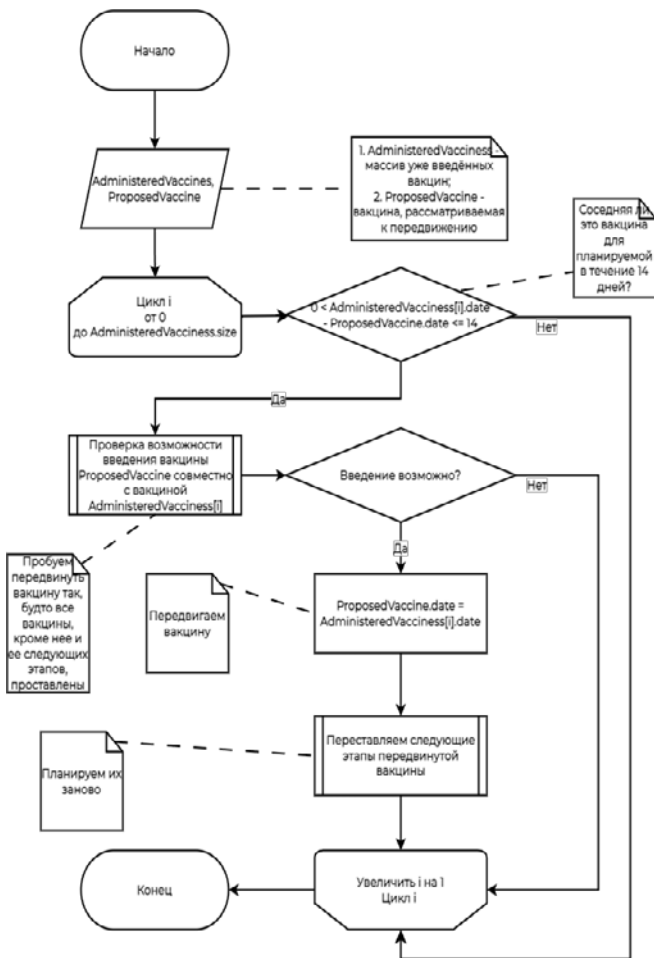 Начало
AdministeredVaccines,
ProposedVaccine
1. AdministeredVacciness -
массив уже введённых
вакцин;
2. ProposedVaccine -
вакцина, рассматриваемая
к передвижению
Соседняя ли
это вакцина
для
планируемой
в течение 14
дней?
Цикл i
от 0
до AdministeredVacciness.size
0 < AdministeredVacciness[i].date
- ProposedVaccine.date <= 14
Нет
Да
Проверка возможности
введения вакцины
ProposedVaccine совместно
с вакциной
AdministeredVacciness[i]
Введение возможно?
Нет
Да
Пробуем
передвинуть
вакцину так,
будто все
вакцины,
кроме нее и
ее следующих
этапов,
проставлены
Передвигаем
вакцину
ProposedVaccine.date =
AdministeredVacciness[i].date
Переставляем следующие
этапы передвинутой
вакцины
Планируем их
заново
Конец
Увеличить i на 1
Цикл i